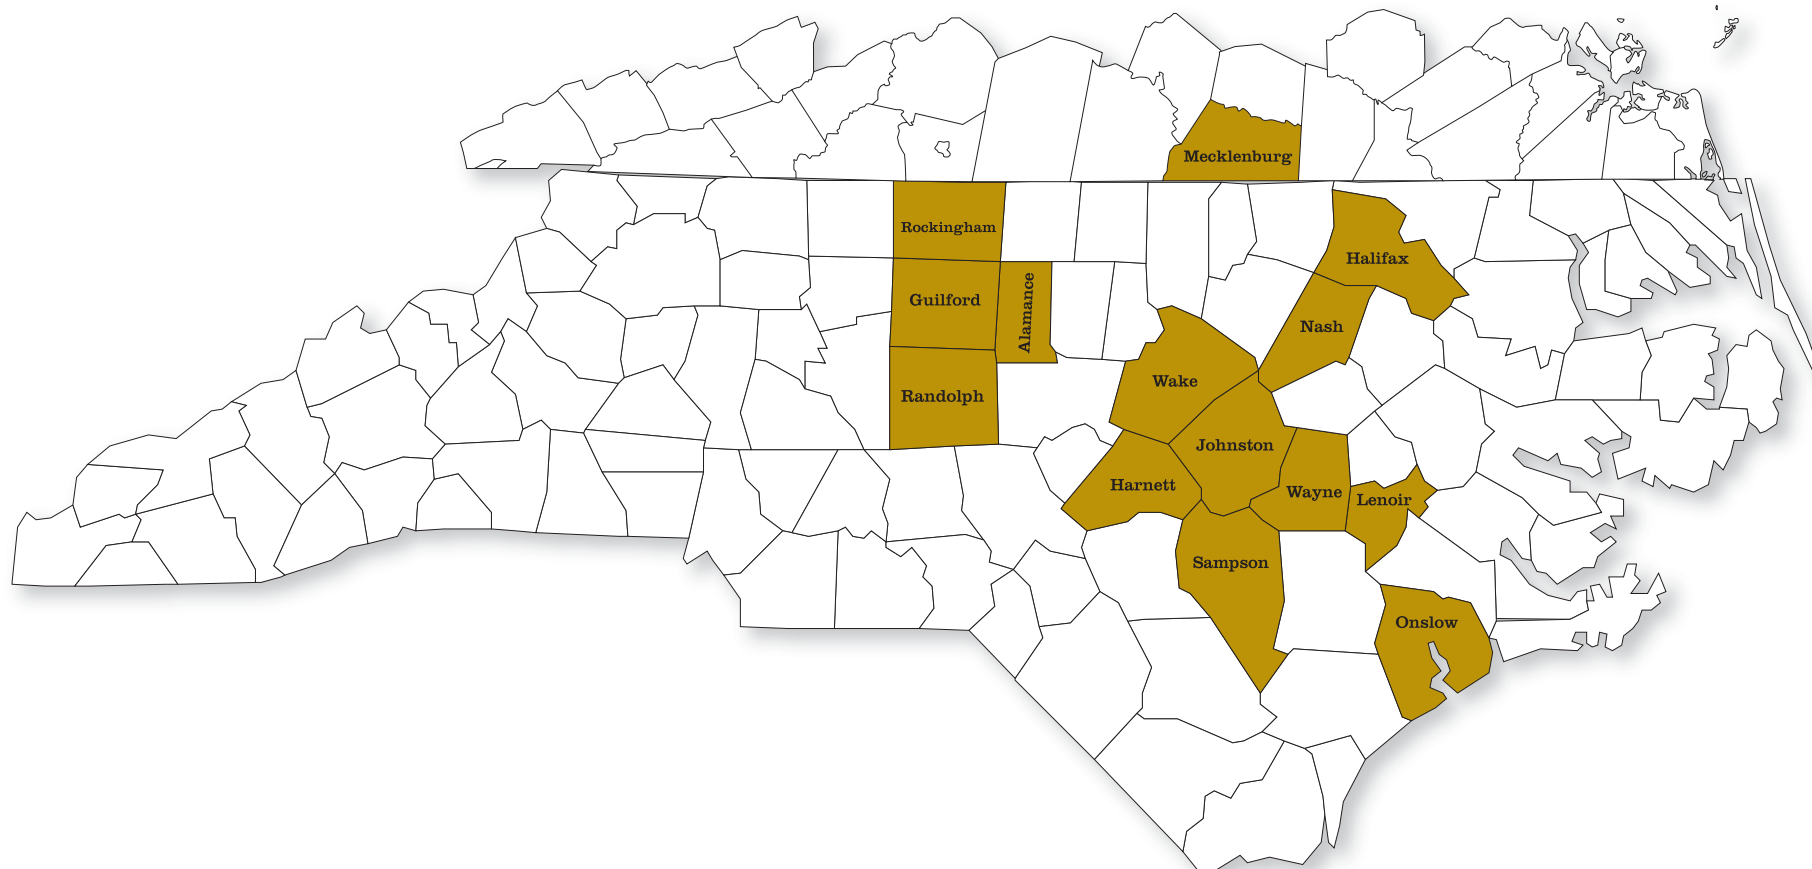 Mecklenburg
Rockingham
Halifax
Guilford
Alamance
Nash
Wake
Randolph
Johnston
Harnett
Wayne
Lenoir
Sampson
Onslow